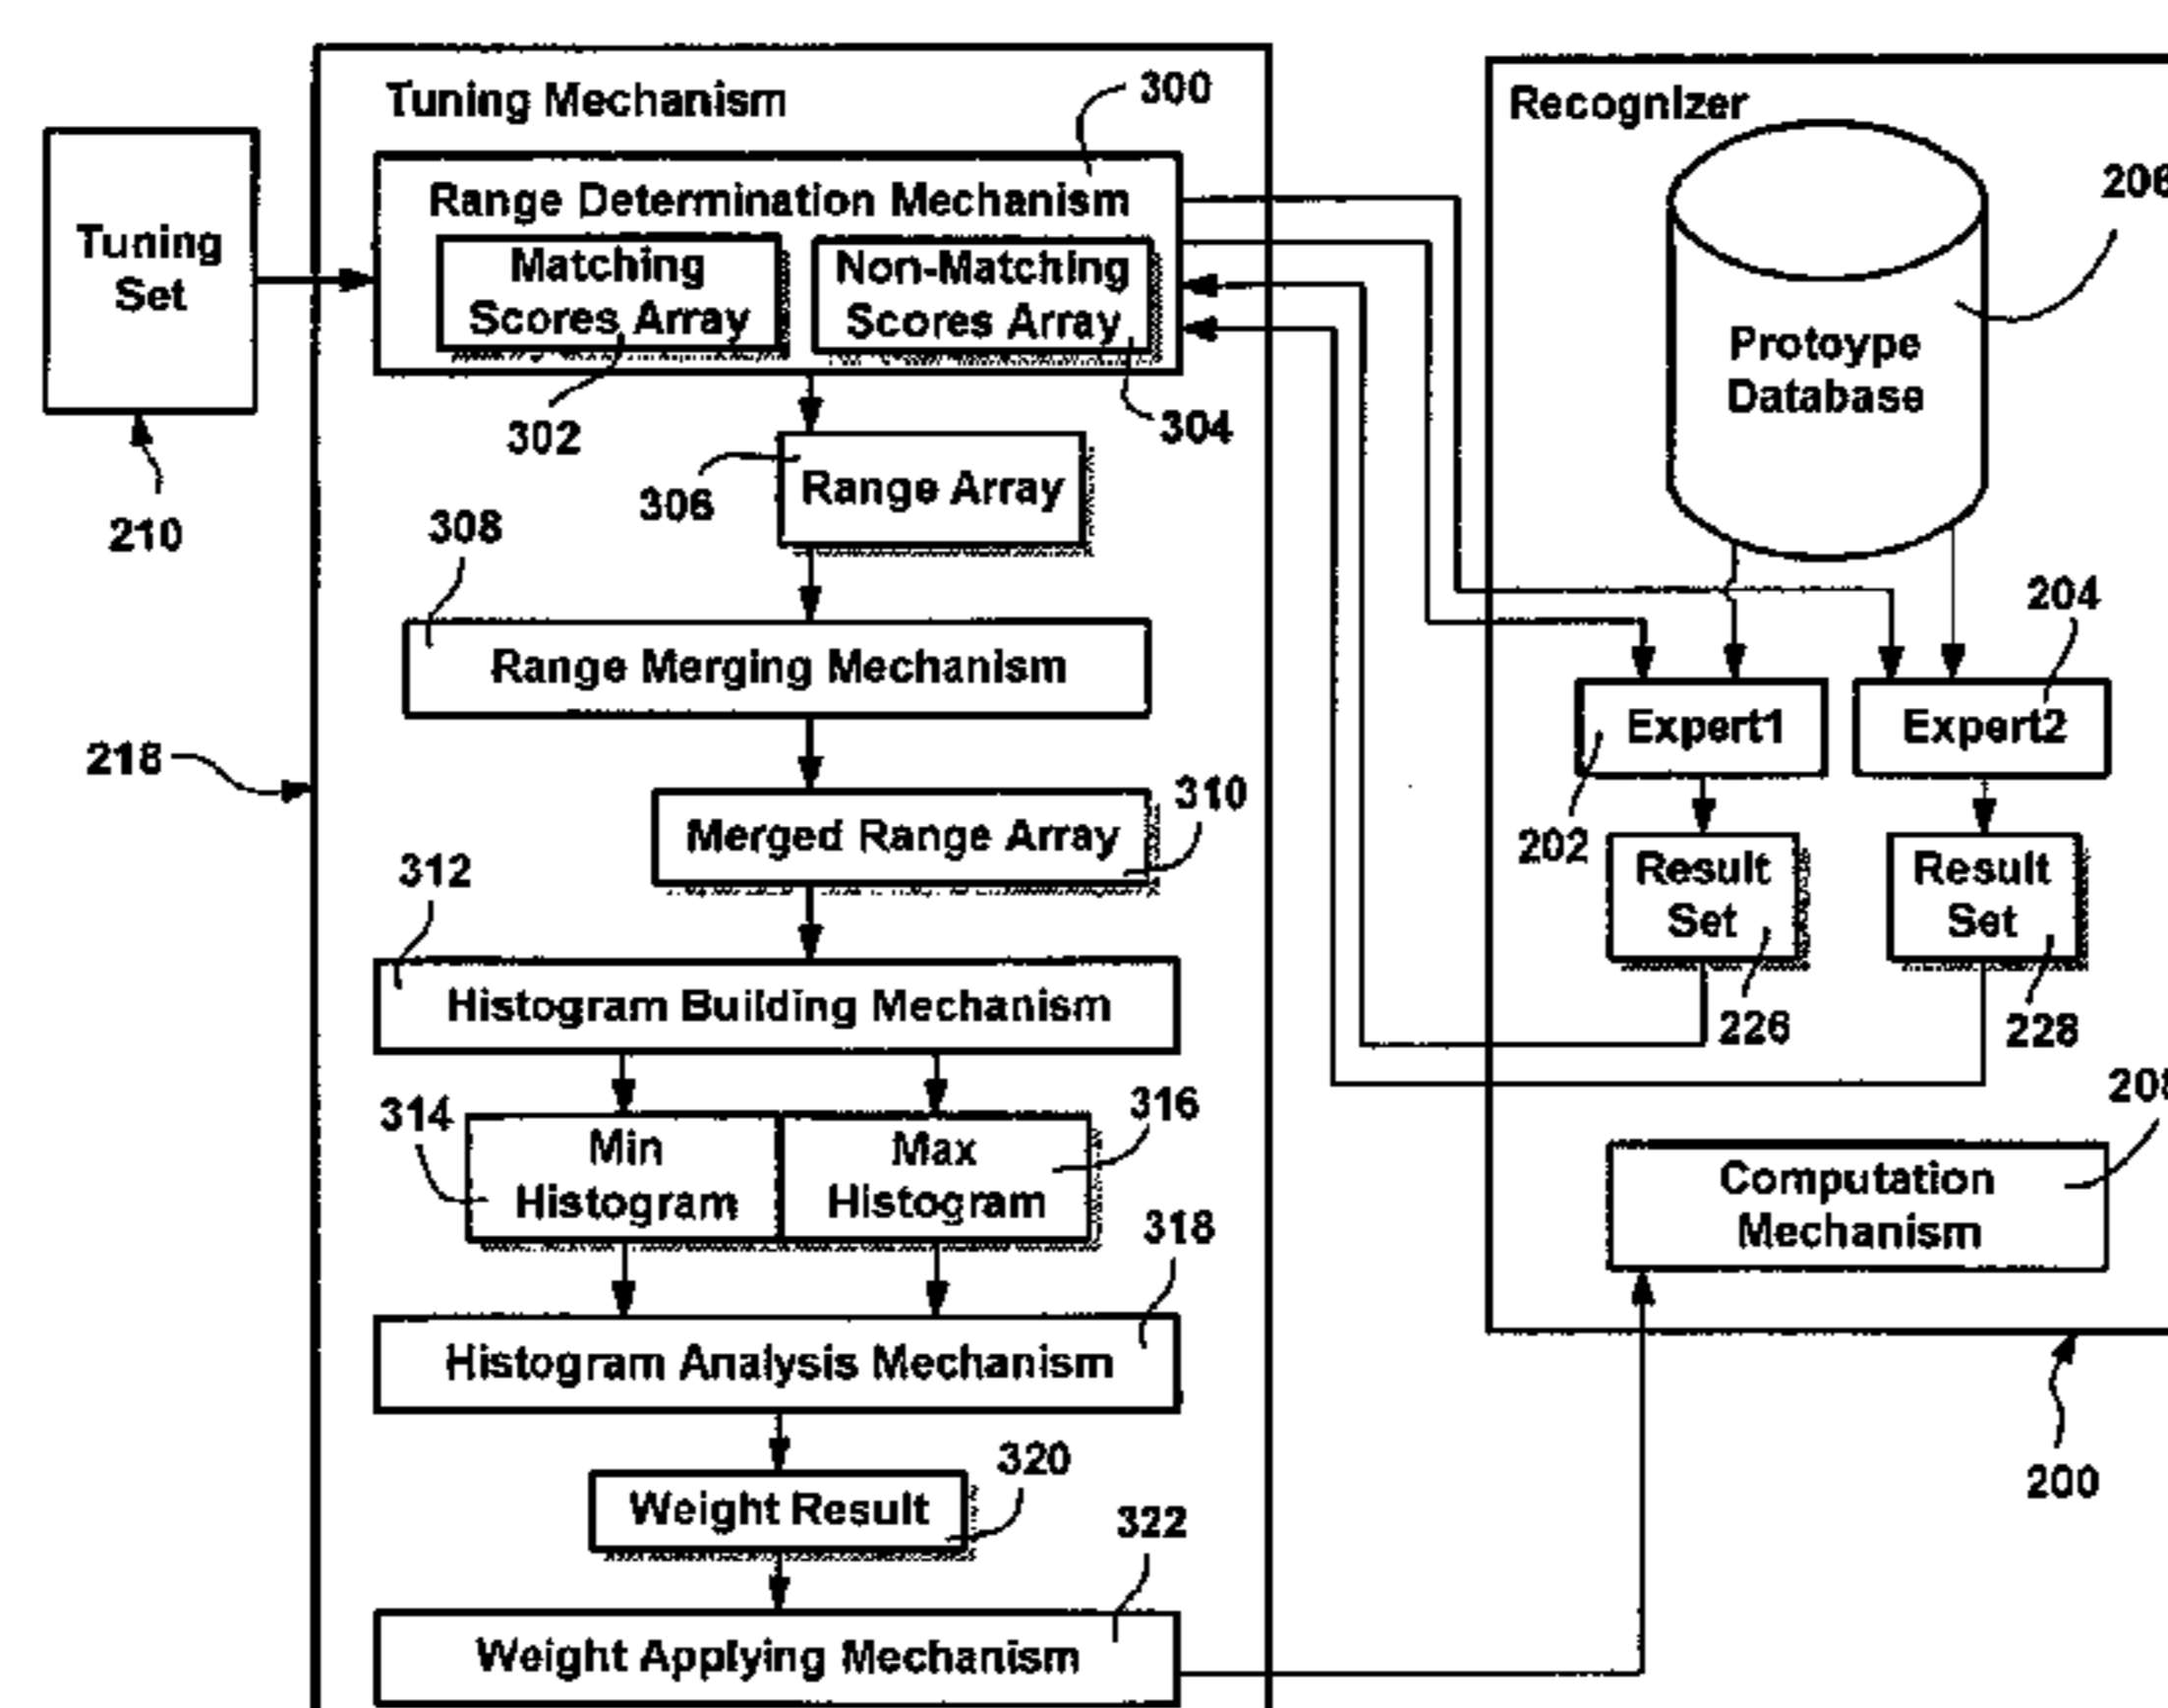 Tuning Mechanism
300
Recognizer
Range Determination Mechanism
206
Tuning
Set
Matching
Scores Array
Non-Matching
Scores Array
Protoype
Database
302
304
306
Range Array
210
308
204
Range Merging Mechanism
Expert1
Expert2
218
310
Merged Range Array
202
312
Result
Set
Result
Set
Histogram Building Mechanism
226
228
314
316
Min
Histogram
Max
Histogram
Computation
Mechanism
318
Histogram Analysis Mechanism
320
200
Weight Result
322
Weight Applying Mechanism